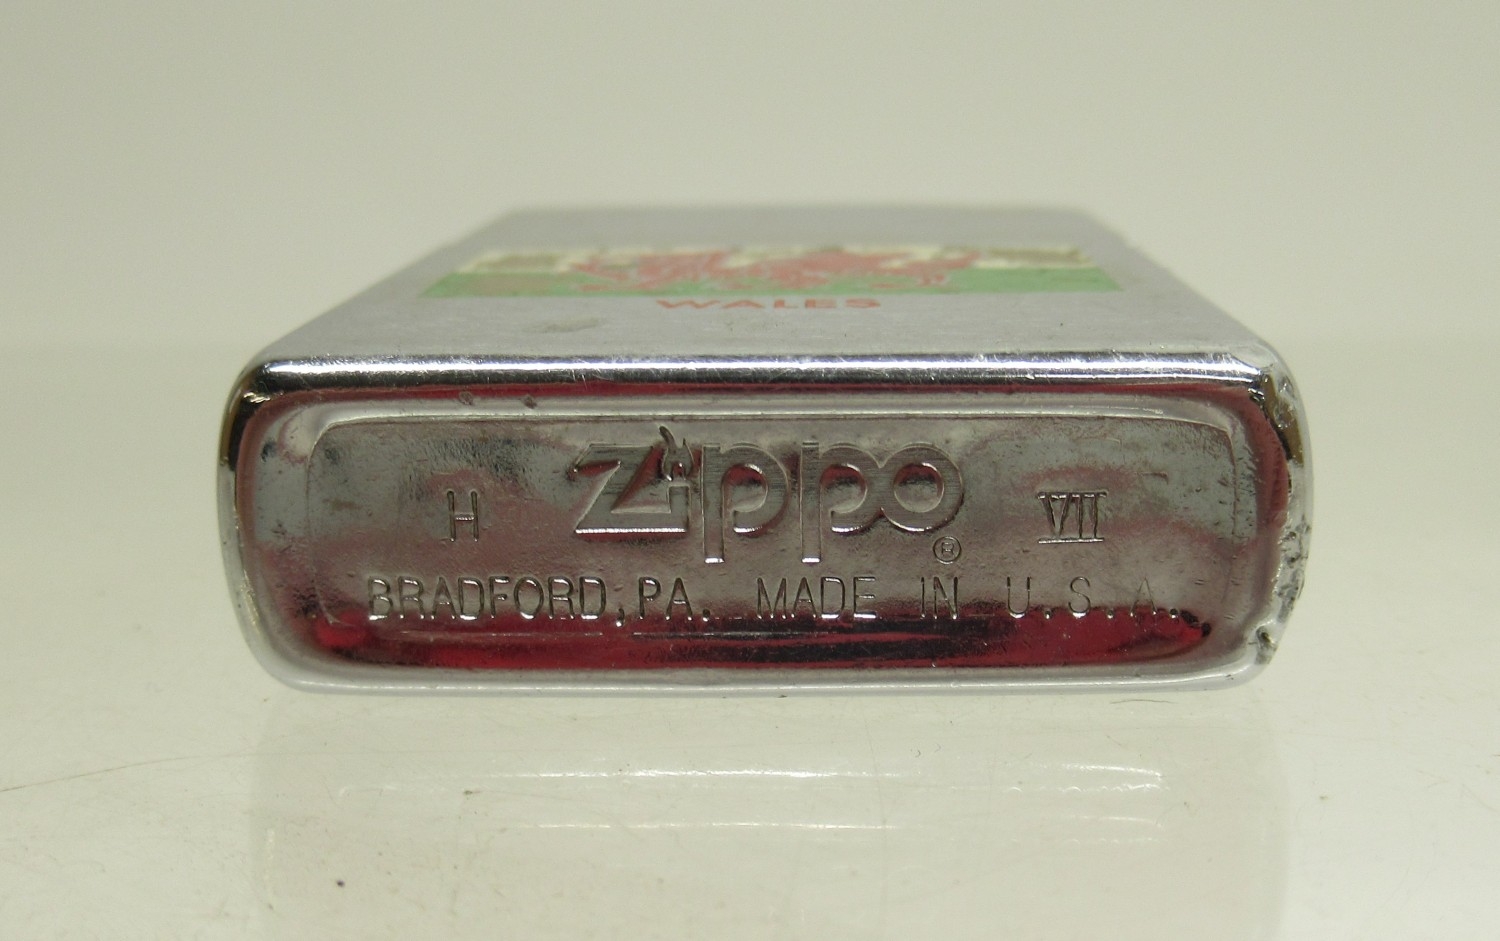 WALES
H Zippo® VII
BRADFORD, PA. MADE IN U.S.A.